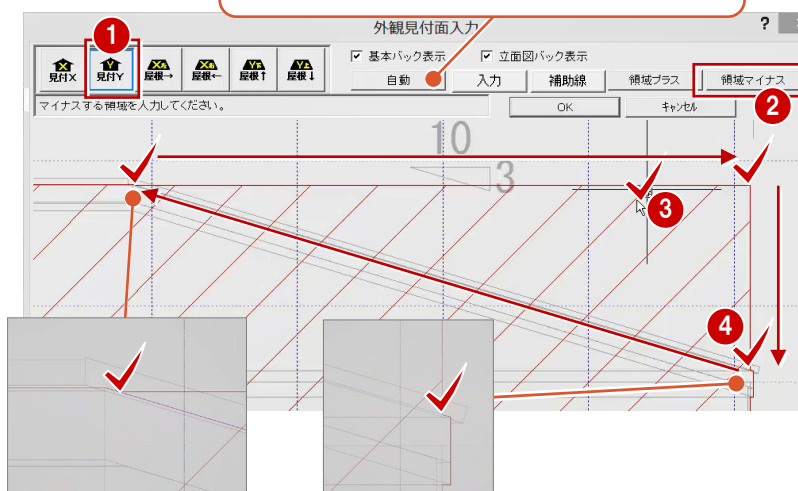 外観見付面入力
?
1
見付X 見付Y 屋根→ 屋根← 屋根↑ 屋根↓
基本バック表示 立面図バック表示
自動 入力 補助線 領域プラス 領域マイナス
マイナスする領域を入力してください。
OK キャンセル
2
10
3
3
4